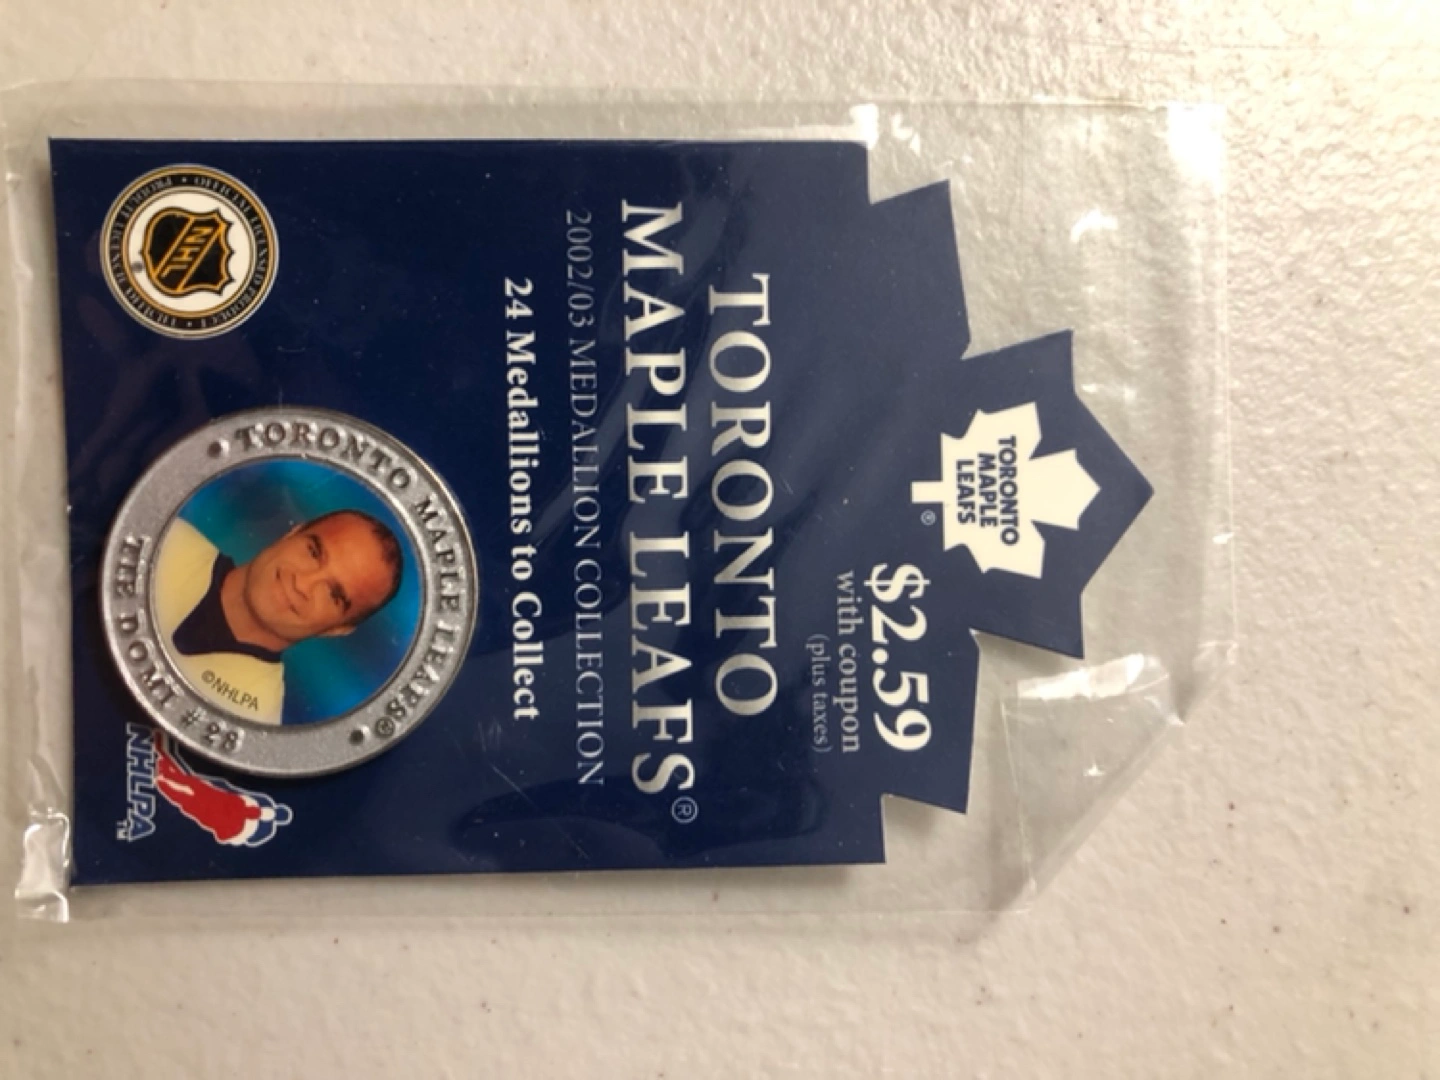 TORONTO
MAPLE
LEAFS
®
$2.59
with coupon
(plus taxes)
TORONTO
MAPLE LEAFS®
2002/03 MEDALLION COLLECTION
24 Medallions to Collect
NHL
®
TORONTO MAPLE LEAFS®
TIE DOMI #28
©NHLPA
NHLPA
TM